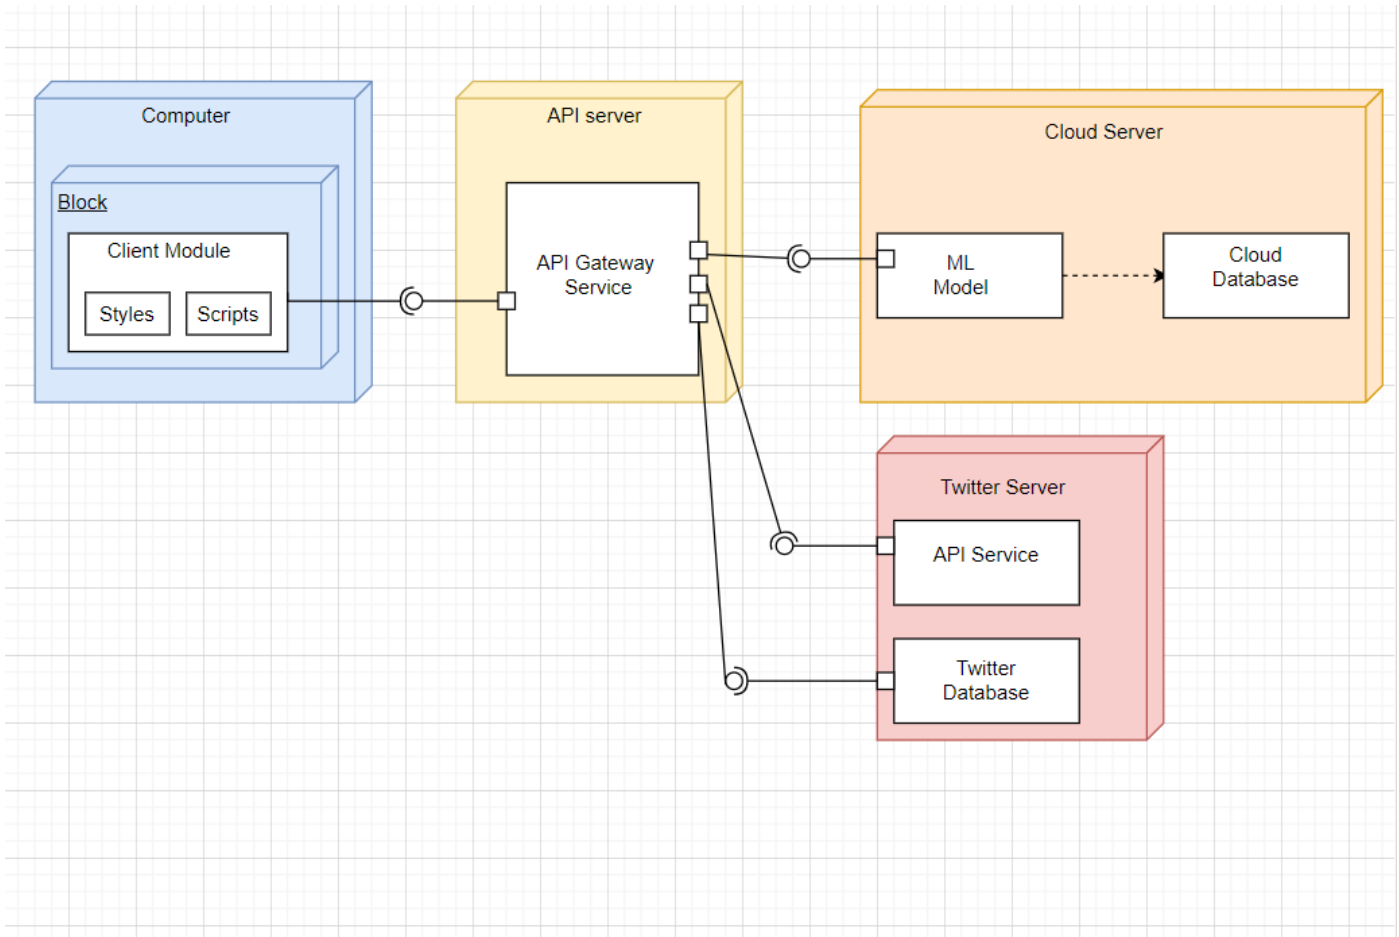 Computer
Block
Client Module
Styles
Scripts
API server
API Gateway
Service
Cloud Server
ML
Model
Cloud
Database
Twitter Server
API Service
Twitter
Database